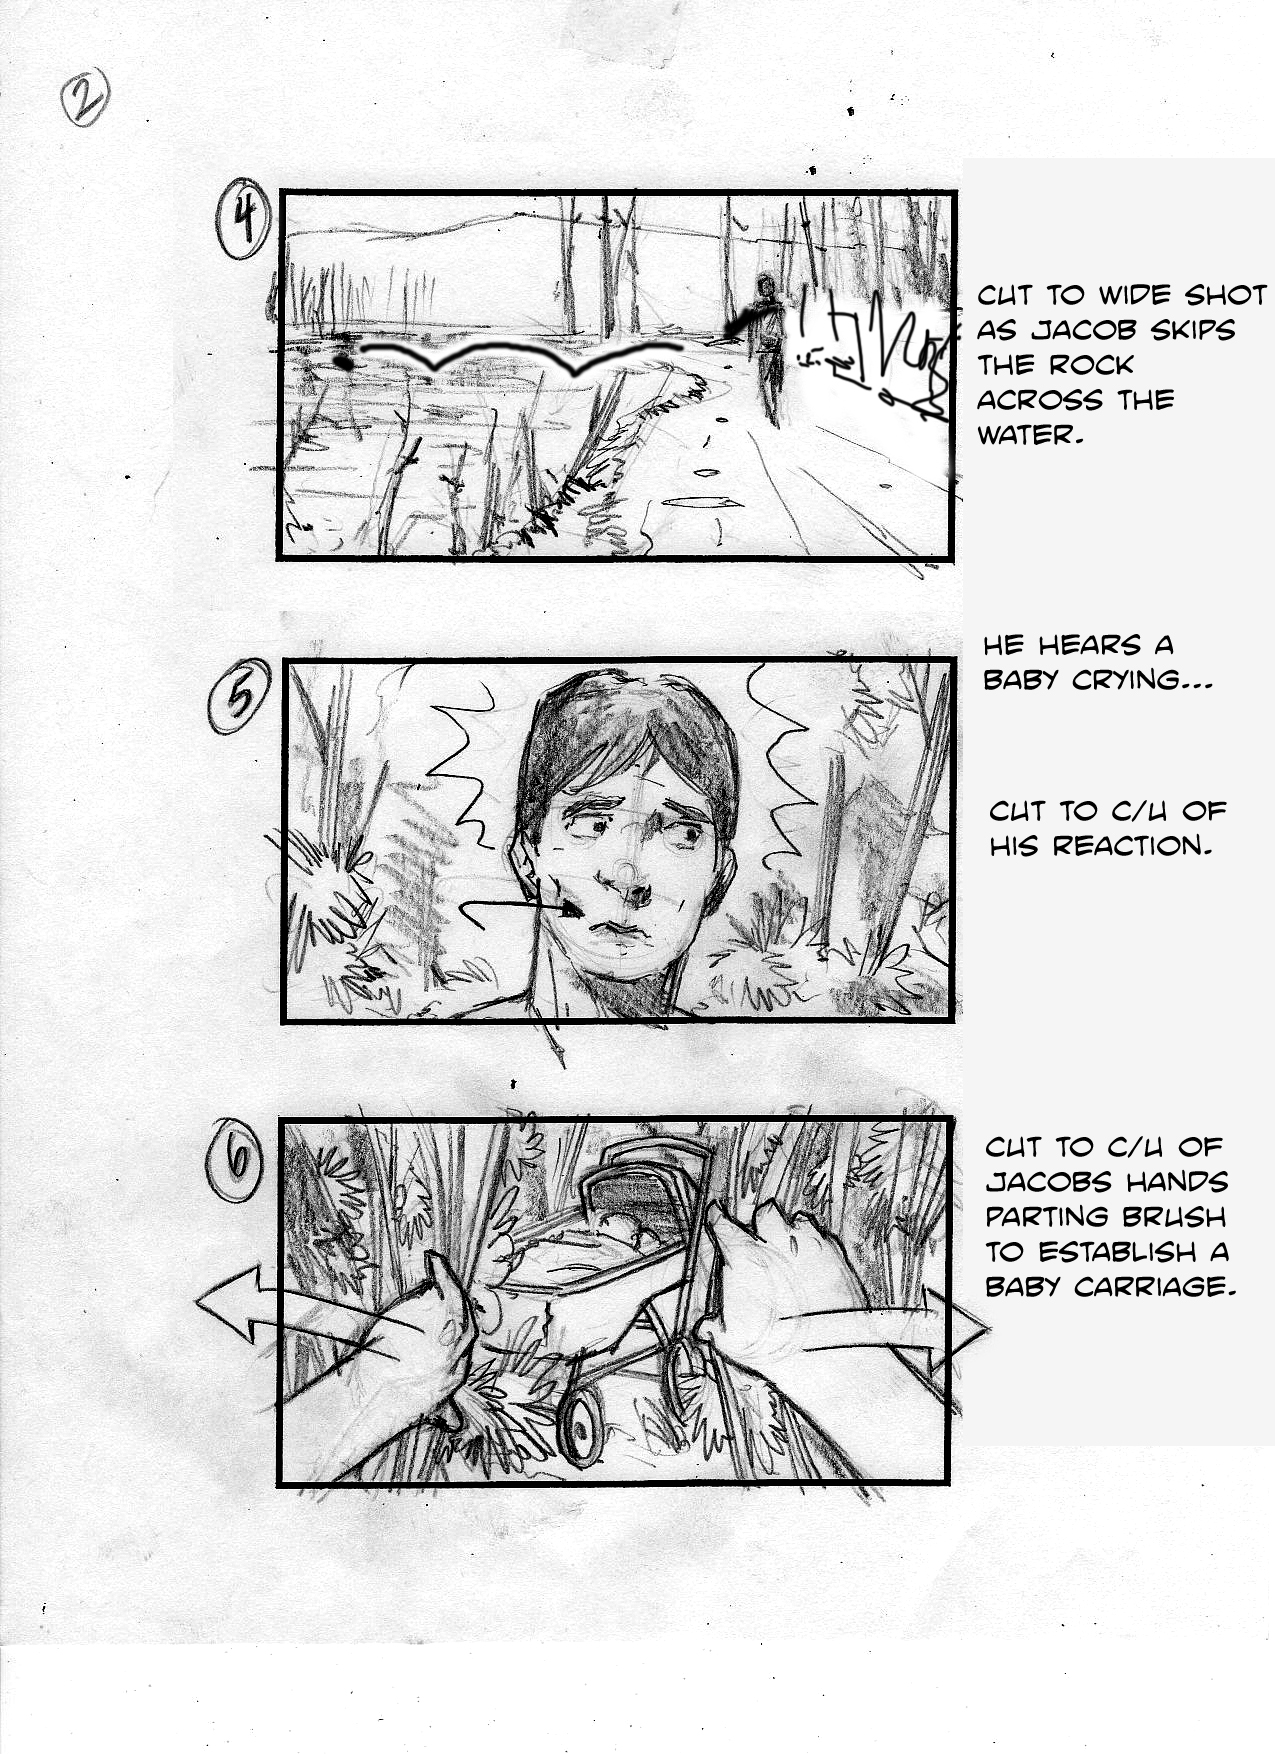 2
4
CUT TO WIDE SHOT
AS JACOB SKIPS
THE ROCK
ACROSS THE
WATER.
5
HE HEARS A
BABY CRYING...
CUT TO C/U OF
HIS REACTION.
6
CUT TO C/U OF
JACOBS HANDS
PARTING BRUSH
TO ESTABLISH A
BABY CARRIAGE.